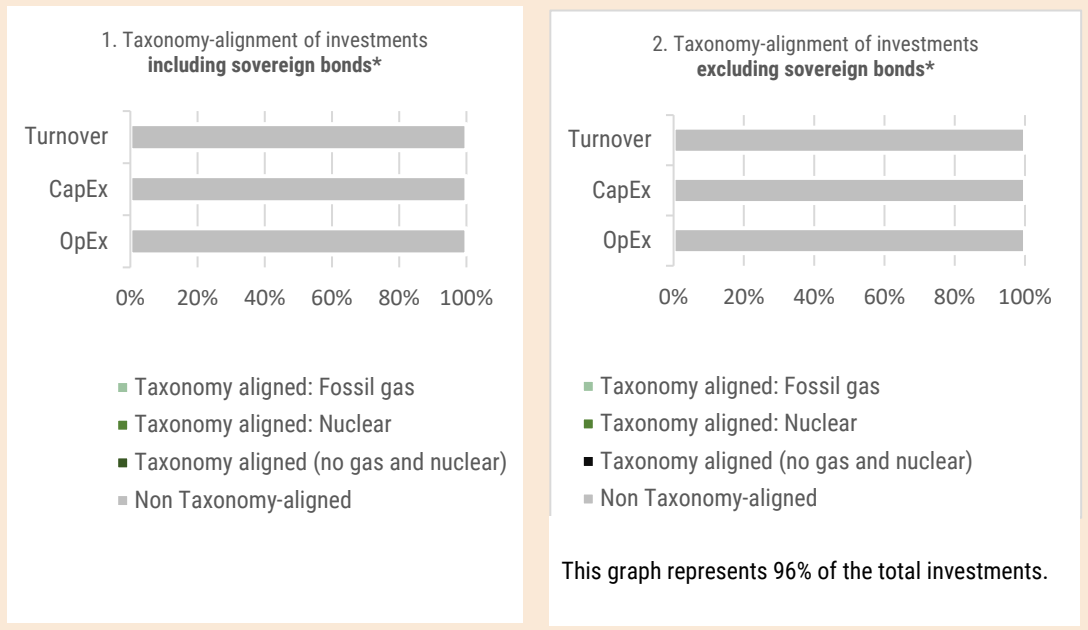 1. Taxonomy-alignment of investments
including sovereign bonds*
Turnover
CapEx
OpEx
0% 20% 40% 60% 80% 100%
Taxonomy aligned: Fossil gas
Taxonomy aligned: Nuclear
Taxonomy aligned (no gas and nuclear)
Non Taxonomy-aligned
2. Taxonomy-alignment of investments
excluding sovereign bonds*
Turnover
CapEx
OpEx
0% 20% 40% 60% 80% 100%
Taxonomy aligned: Fossil gas
Taxonomy aligned: Nuclear
Taxonomy aligned (no gas and nuclear)
Non Taxonomy-aligned
This graph represents 96% of the total investments.